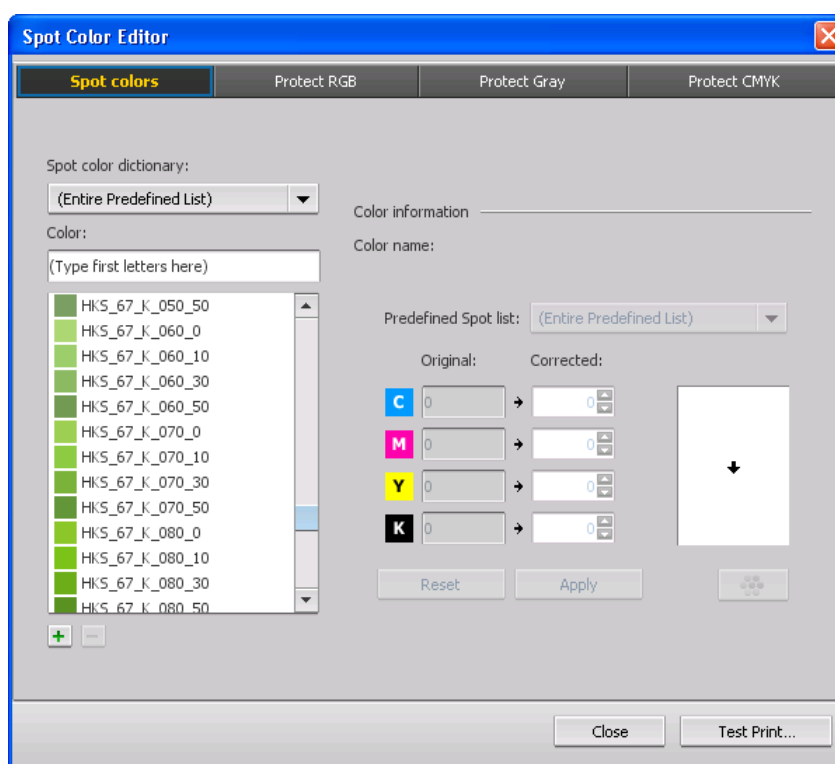 Spot Color Editor
Spot colors
Protect RGB
Protect Gray
Protect CMYK
Spot color dictionary:
(Entire Predefined List)
Color:
(Type first letters here)
HKS_67_K_050_50
HKS_67_K_060_0
HKS_67_K_060_10
HKS_67_K_060_30
HKS_67_K_060_50
HKS_67_K_070_0
HKS_67_K_070_10
HKS_67_K_070_30
HKS_67_K_070_50
HKS_67_K_080_0
HKS_67_K_080_10
HKS_67_K_080_30
HKS_67_K_080_50
Color information
Color name:
Predefined Spot list:
(Entire Predefined List)
Original:
Corrected:
C 0 0
M 0 0
Y 0 0
K 0 0
Reset
Apply
Close
Test Print...